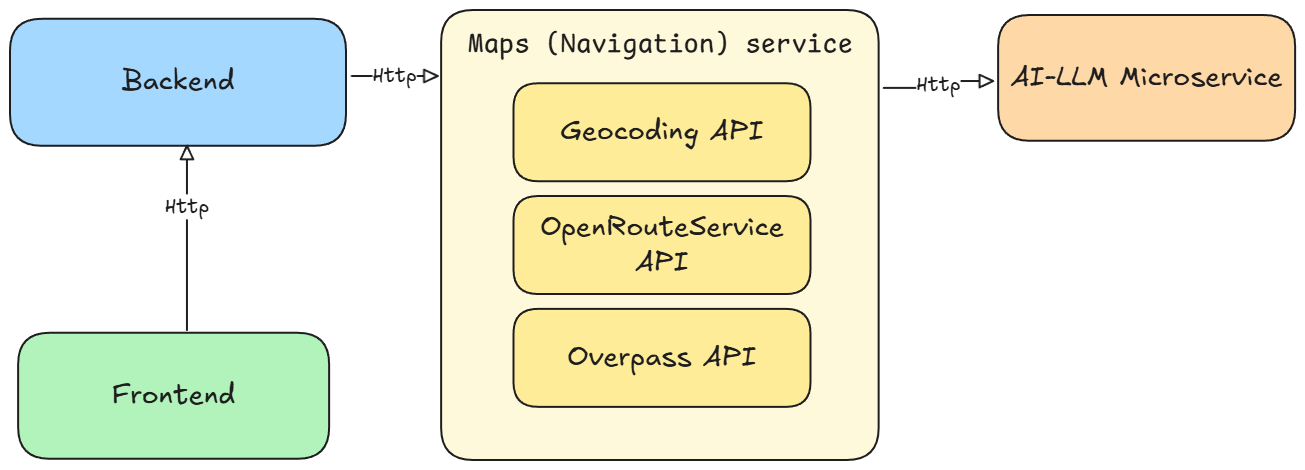 Maps (Navigation) service
Backend
Http
Http
AI-LLM Microservice
Geocoding API
Http
OpenRouteService
API
Overpass API
Frontend